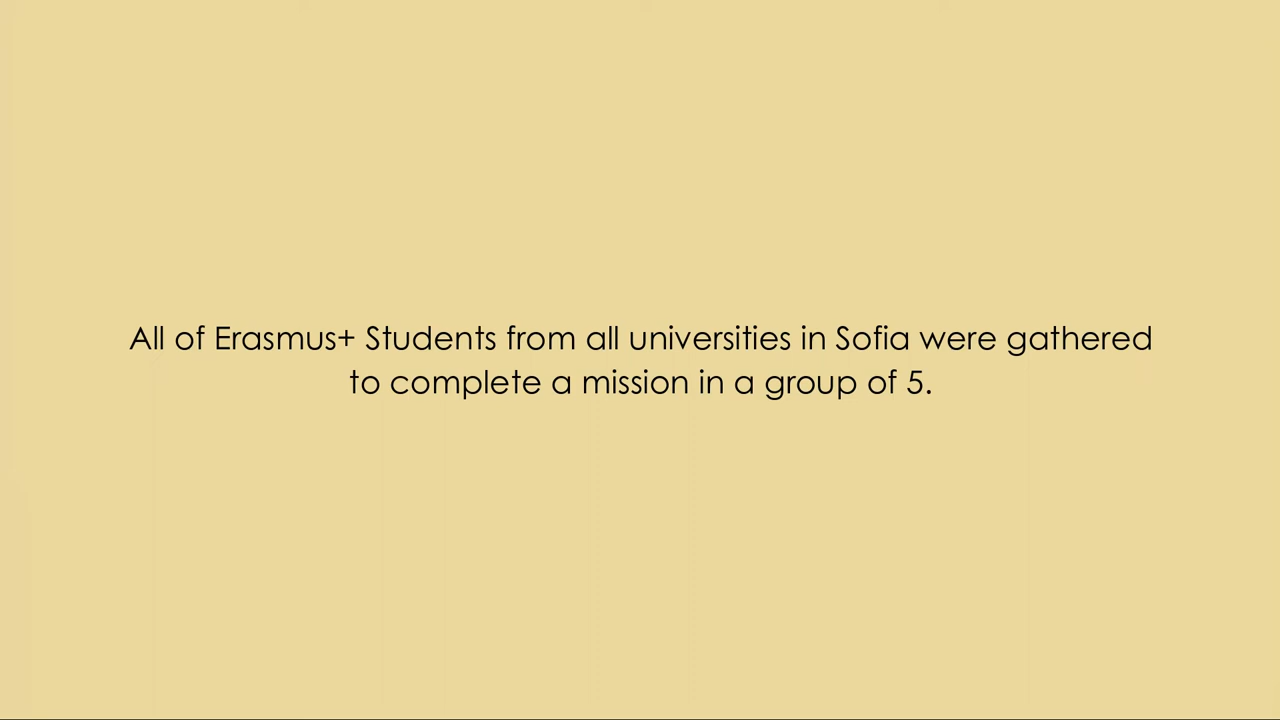 All of Erasmus+ Students from all universities in Sofia were gathered
to complete a mission in a group of 5.